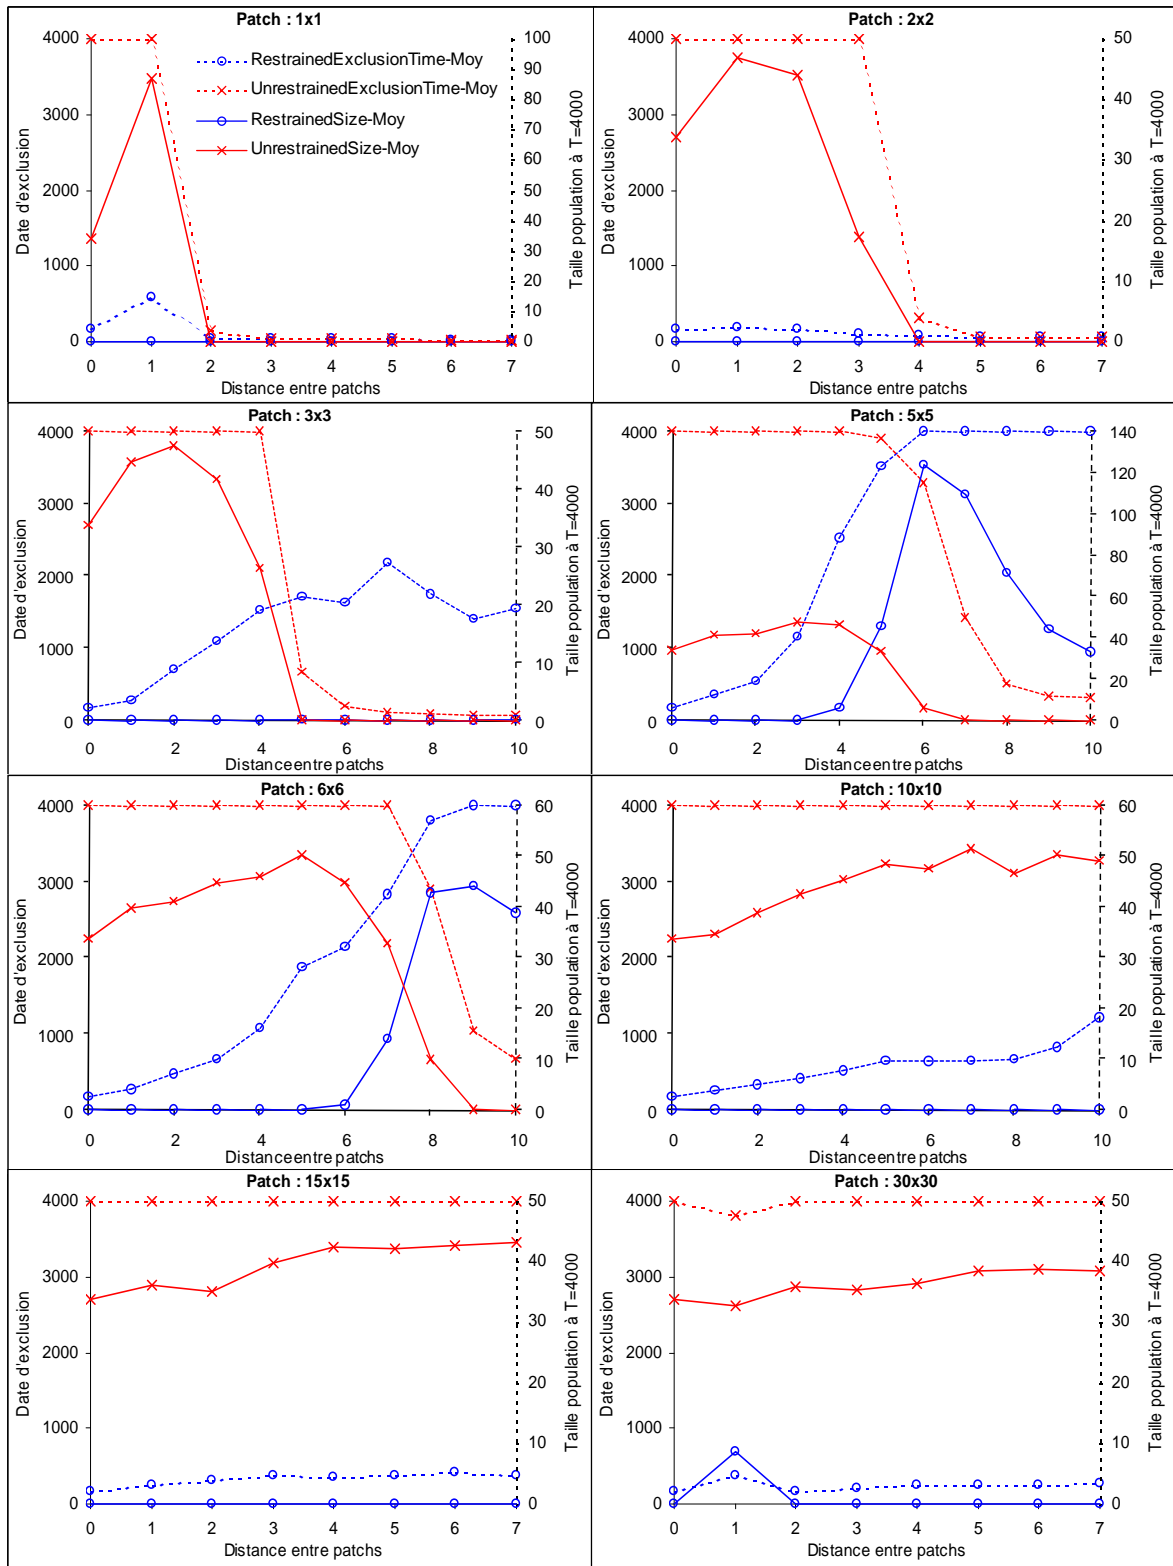 Patch : 1x1
4000
3000
2000
1000
0
Date d'exclusion
RestrainedExclusionTime-Moy
UnrestrainedExclusionTime-Moy
RestrainedSize-Moy
UnrestrainedSize-Moy
100
90
80
70
60
50
40
30
20
10
0
Taille population à T=4000
0 1 2 3 4 5 6 7
Distance entre patchs
Patch : 2x2
4000
3000
2000
1000
0
Date d'exclusion
50
40
30
20
10
0
Taille population à T=4000
0 1 2 3 4 5 6 7
Distance entre patchs
Patch : 3x3
4000
3000
2000
1000
0
Date d'exclusion
50
40
30
20
10
0
Taille population à T=4000
0 2 4 6 8 10
Distance entre patchs
Patch : 5x5
4000
3000
2000
1000
0
Date d'exclusion
140
120
100
80
60
40
20
0
Taille population à T=4000
0 2 4 6 8 10
Distance entre patchs
Patch : 6x6
4000
3000
2000
1000
0
Date d'exclusion
60
50
40
30
20
10
0
Taille population à T=4000
0 2 4 6 8 10
Distance entre patchs
Patch : 10x10
4000
3000
2000
1000
0
Date d'exclusion
60
50
40
30
20
10
0
Taille population à T=4000
0 2 4 6 8 10
Distance entre patchs
Patch : 15x15
4000
3000
2000
1000
0
Date d'exclusion
50
40
30
20
10
0
Taille population à T=4000
0 1 2 3 4 5 6 7
Distance entre patchs
Patch : 30x30
4000
3000
2000
1000
0
Date d'exclusion
50
40
30
20
10
0
Taille population à T=4000
0 1 2 3 4 5 6 7
Distance entre patchs